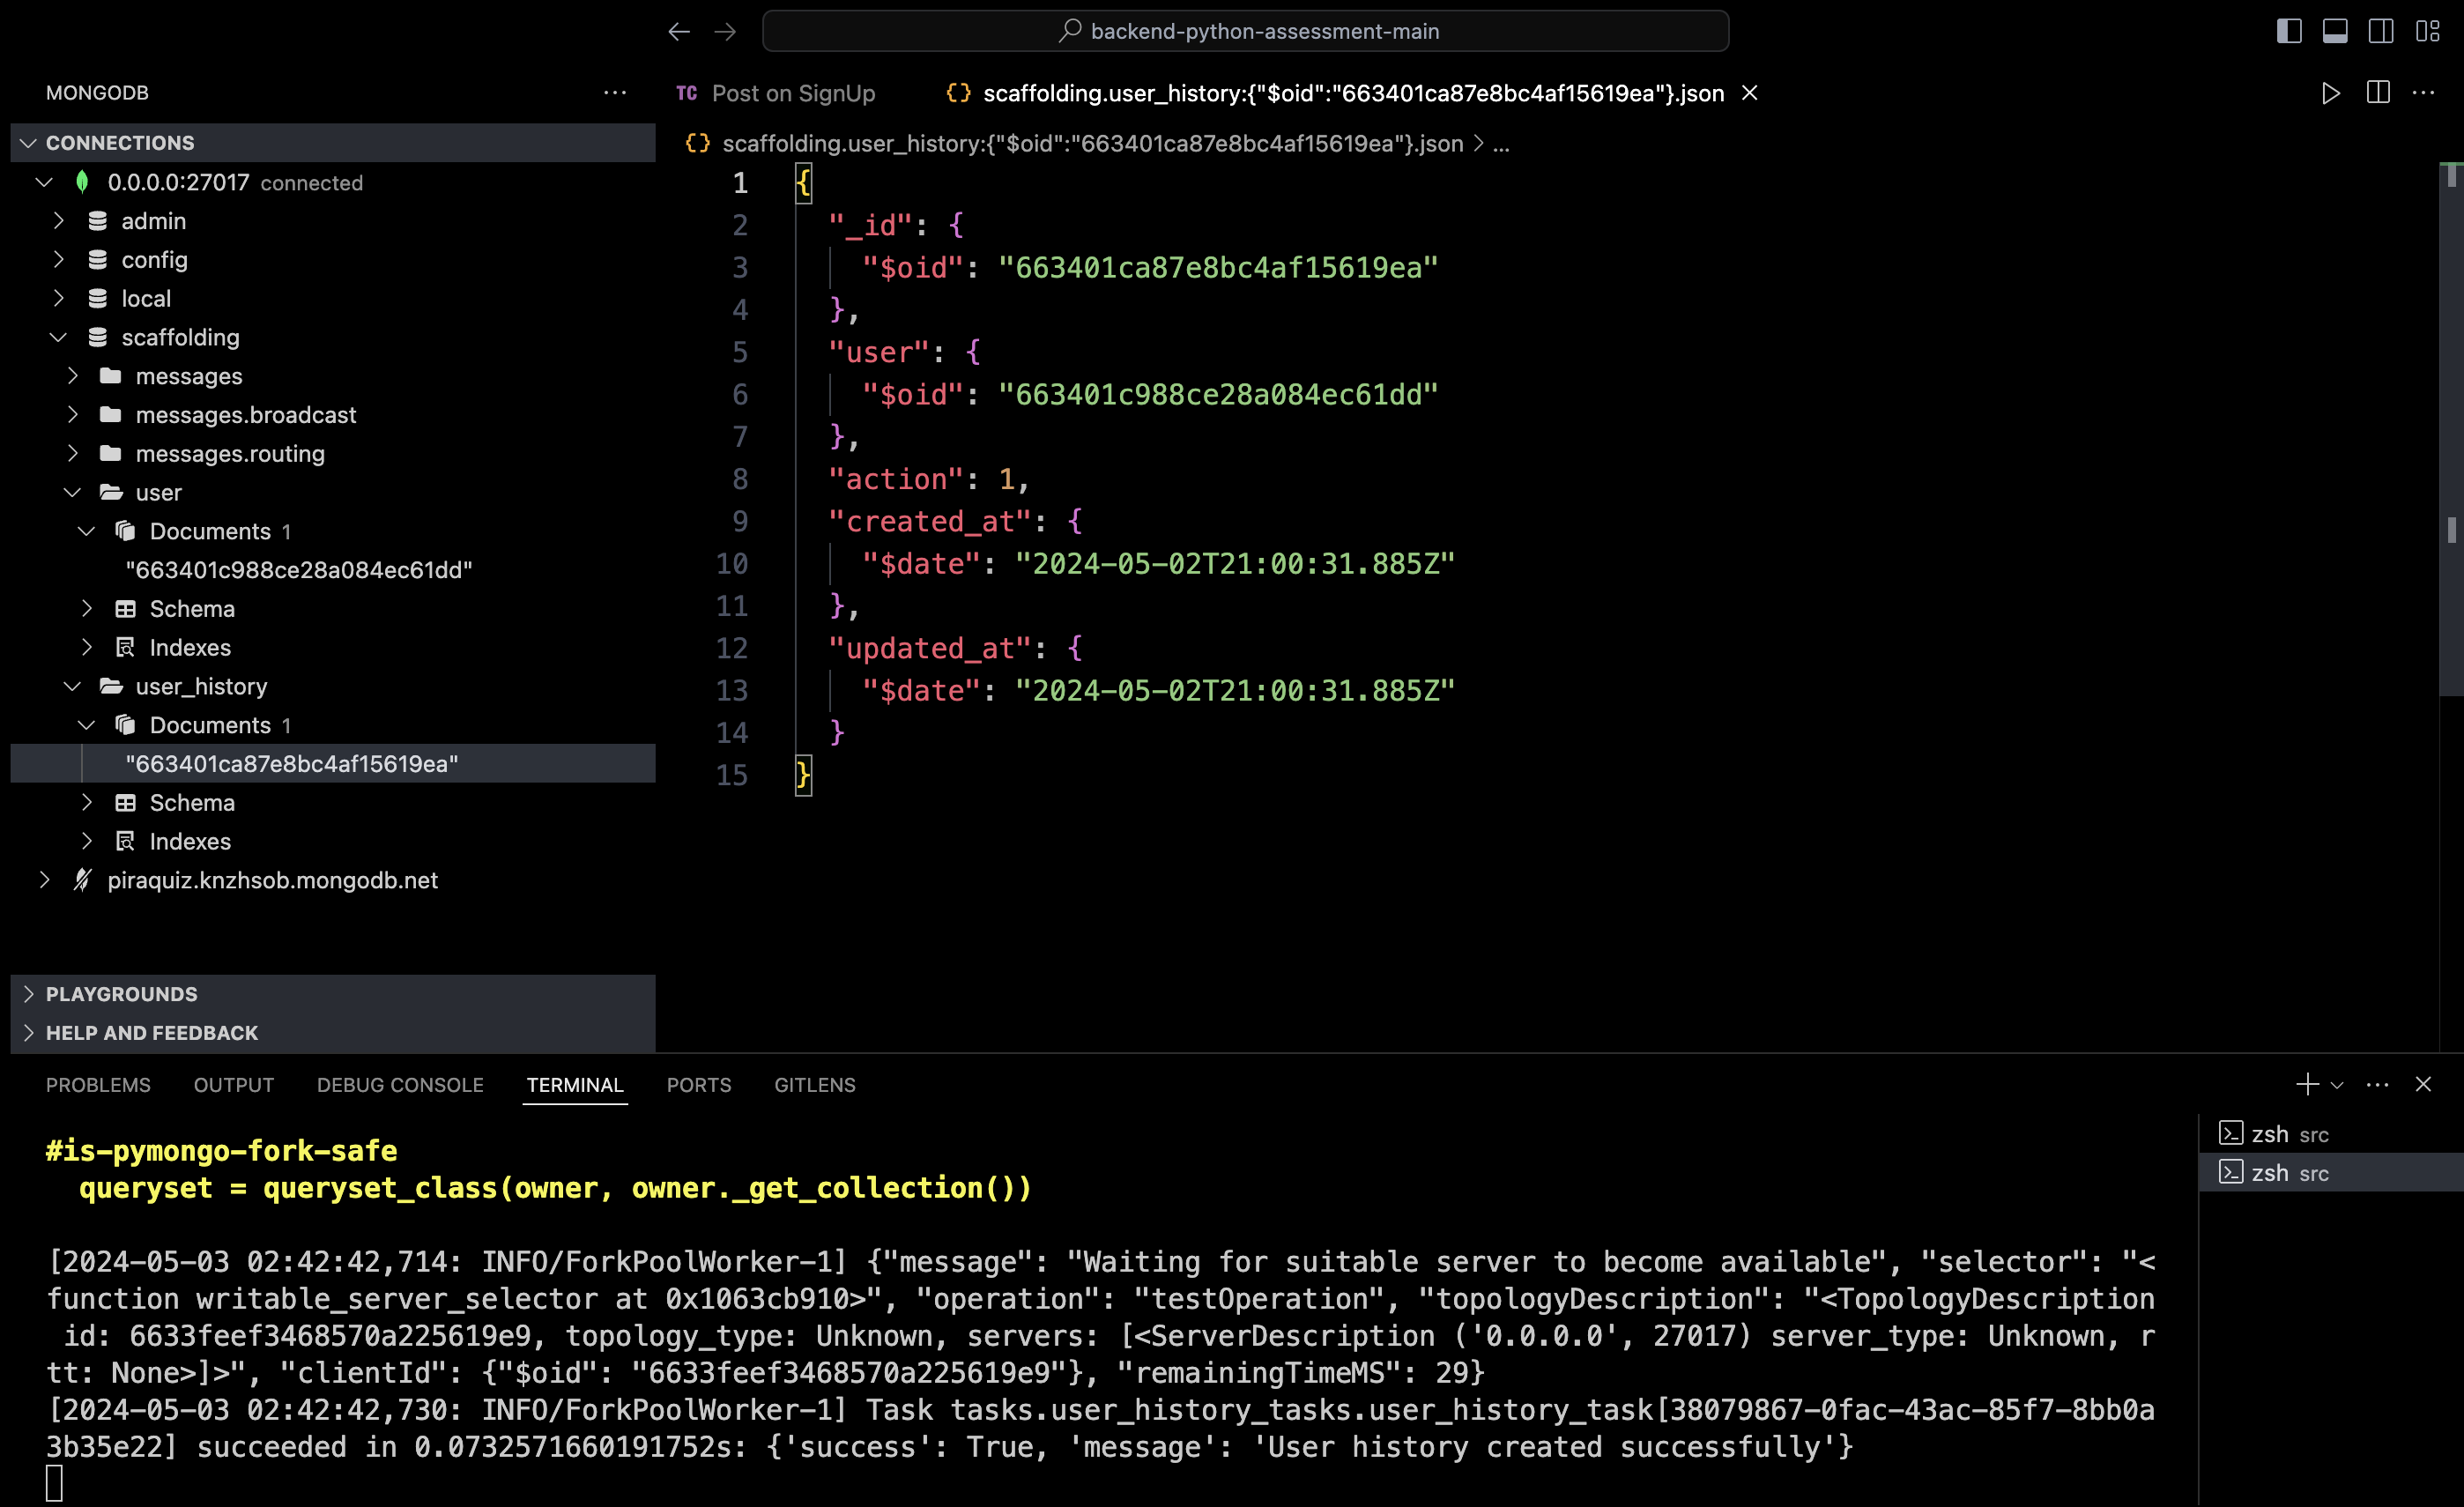 backend-python-assessment-main
MONGODB
TC Post on SignUp
{} scaffolding.user_history:{"$oid":"663401ca87e8bc4af15619ea"}.json
CONNECTIONS
{} scaffolding.user_history:{"$oid":"663401ca87e8bc4af15619ea"}.json > ...
0.0.0.0:27017 connected
admin
config
local
scaffolding
messages
messages.broadcast
messages.routing
user
Documents 1
"663401c988ce28a084ec61dd"
Schema
Indexes
user_history
Documents 1
"663401ca87e8bc4af15619ea"
Schema
Indexes
piraquiz.knzhsob.mongodb.net
PLAYGROUNDS
HELP AND FEEDBACK
1 {
2 "_id": {
3 "$oid": "663401ca87e8bc4af15619ea"
4 },
5 "user": {
6 "$oid": "663401c988ce28a084ec61dd"
7 },
8 "action": 1,
9 "created_at": {
10 "$date": "2024-05-02T21:00:31.885Z"
11 },
12 "updated_at": {
13 "$date": "2024-05-02T21:00:31.885Z"
14 }
15 }
PROBLEMS OUTPUT DEBUG CONSOLE TERMINAL PORTS GITLENS
#is-pymongo-fork-safe
queryset = queryset_class(owner, owner._get_collection())
[2024-05-03 02:42:42,714: INFO/ForkPoolWorker-1] {"message": "Waiting for suitable server to become available", "selector": "<
function writable_server_selector at 0x1063cb910>", "operation": "testOperation", "topologyDescription": "<TopologyDescription
id: 6633feef3468570a225619e9, topology_type: Unknown, servers: [<ServerDescription ('0.0.0.0', 27017) server_type: Unknown, r
tt: None>]>", "clientId": {"$oid": "6633feef3468570a225619e9"}, "remainingTimeMS": 29}
[2024-05-03 02:42:42,730: INFO/ForkPoolWorker-1] Task tasks.user_history_tasks.user_history_task[38079867-0fac-43ac-85f7-8bb0a
3b35e22] succeeded in 0.0732571660191752s: {'success': True, 'message': 'User history created successfully'}
zsh src
zsh src